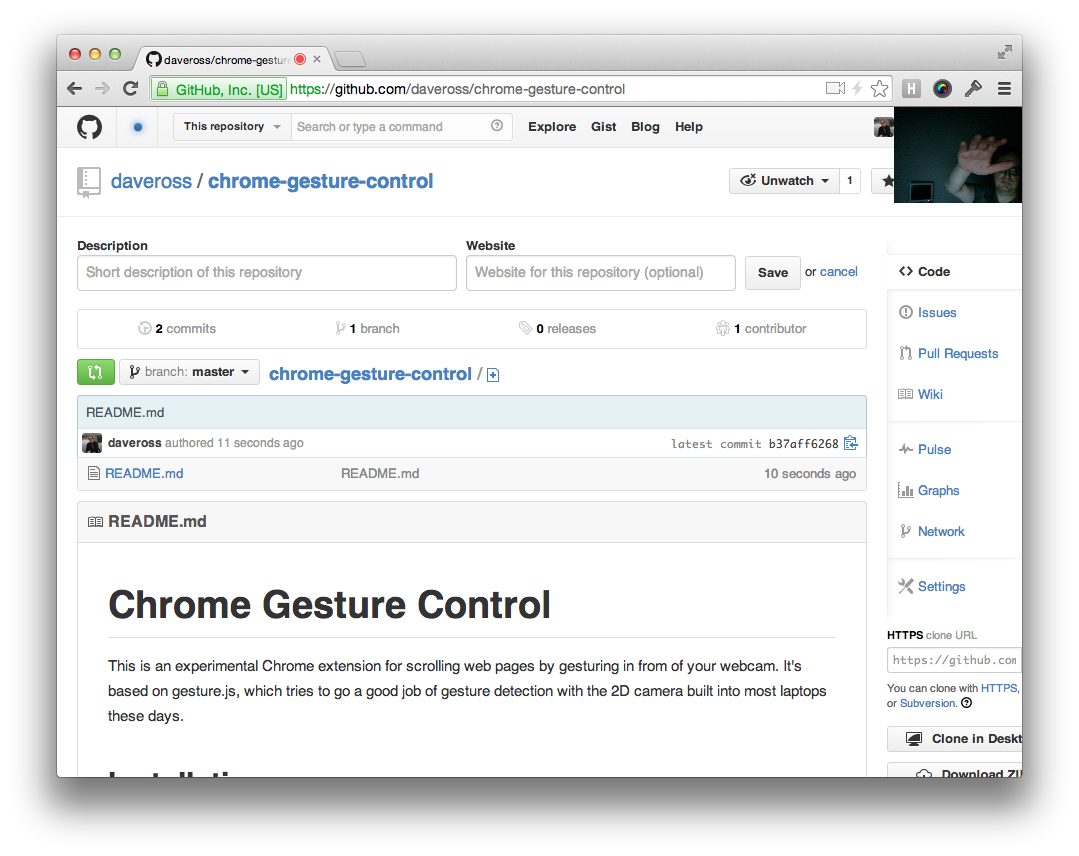 daveross/chrome-gesture
GitHub, Inc. [US] https://github.com/daveross/chrome-gesture-control
H
This repository Search or type a command Explore Gist Blog Help
daveross / chrome-gesture-control Unwatch 1
Description Website
Short description of this repository Website for this repository (optional) Save or cancel
Code
2 commits 1 branch 0 releases 1 contributor
Issues
Pull Requests
branch: master chrome-gesture-control /
Wiki
README.md
daveross authored 11 seconds ago latest commit b37aff6268
Pulse
README.md README.md 10 seconds ago
Graphs
README.md
Network
Chrome Gesture Control
Settings
HTTPS clone URL
https://github.com
This is an experimental Chrome extension for scrolling web pages by gesturing in from of your webcam. It's
based on gesture.js, which tries to go a good job of gesture detection with the 2D camera built into most laptops
these days.
You can clone with HTTPS,
or Subversion.
Clone in Deskt
Download ZI